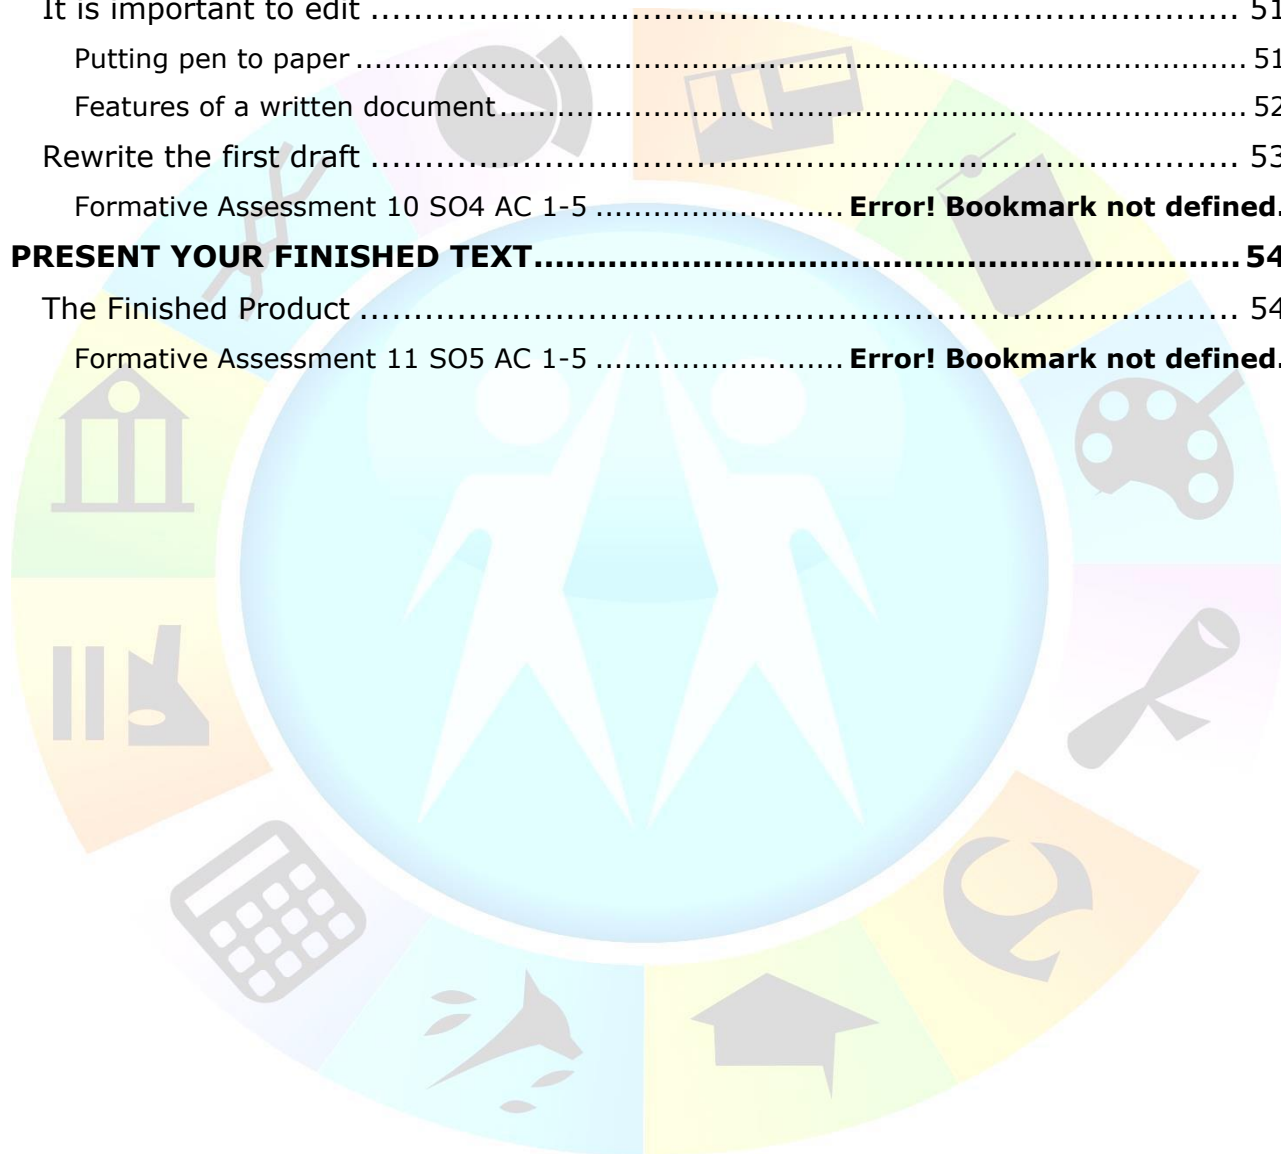 It is important to edit ................................................................................ 51
Putting pen to paper ................................................................................ 51
Features of a written document ................................................................ 52
Rewrite the first draft ................................................................................ 53
Formative Assessment 10 SO4 AC 1-5 ......................... Error! Bookmark not defined.
PRESENT YOUR FINISHED TEXT ................................................................ 54
The Finished Product ................................................................................ 54
Formative Assessment 11 SO5 AC 1-5 ......................... Error! Bookmark not defined.